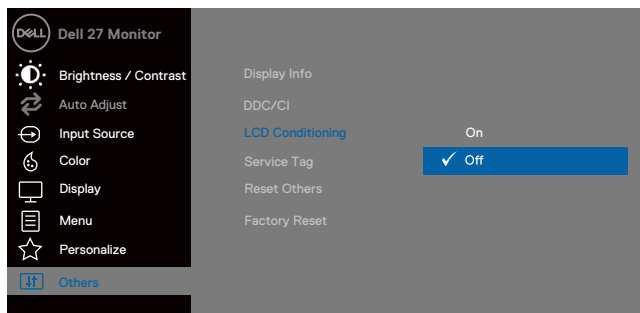 DELL
Dell 27 Monitor
Brightness / Contrast
Auto Adjust
Input Source
Color
Display
Menu
Personalize
Others
Display Info
DDC/CI
LCD Conditioning
Service Tag
Reset Others
Factory Reset
On
Off